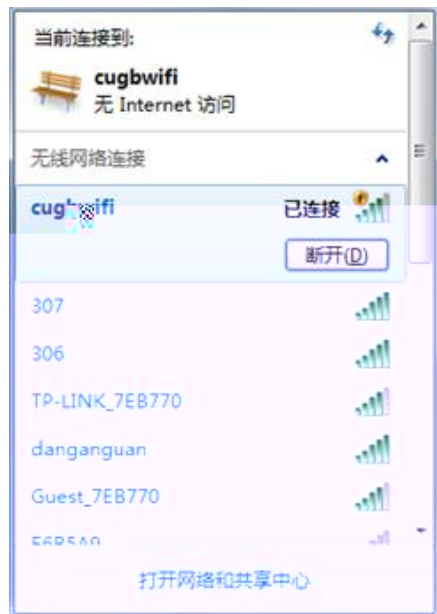 当前连接到:
cugbwifi
无 Internet 访问
无线网络连接
cugbwifi 已连接
断开(D)
307
306
TP-LINK_7EB770
danganguan
Guest_7EB770
打开网络和共享中心